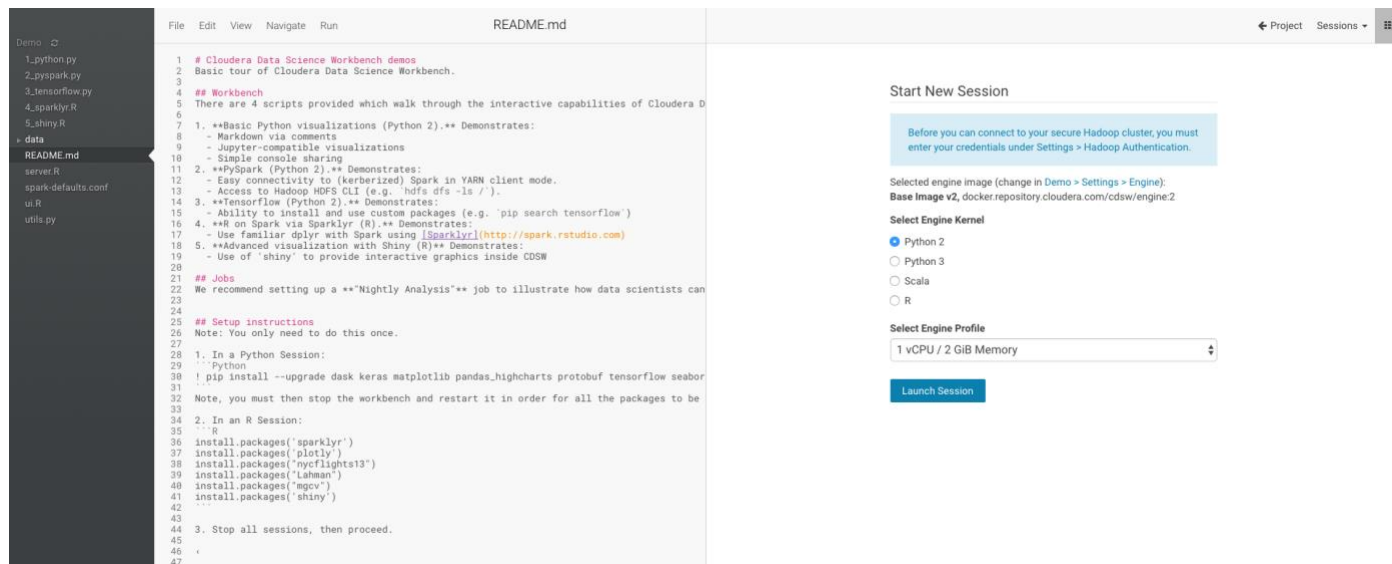 File Edit View Navigate Run
README.md
Project Sessions
Demo
1_python.py
2_pyspark.py
3_tensorflow.py
4_sparklyr.R
5_shiny.R
data
README.md
server.R
spark-defaults.conf
ui.R
utils.py
1 # Cloudera Data Science Workbench demos
2 Basic tour of Cloudera Data Science Workbench.
3
4 ## Workbench
5 There are 4 scripts provided which walk through the interactive capabilities of Cloudera D
6
7 1. **Basic Python visualizations (Python 2).** Demonstrates:
8 - Markdown via comments
9 - Jupyter-compatible visualizations
10 - Simple console sharing
11 2. **PySpark (Python 2).** Demonstrates:
12 - Easy connectivity to (kerberized) Spark in YARN client mode.
13 - Access to Hadoop HDFS CLI (e.g. `hdfs dfs -ls /`).
14 3. **Tensorflow (Python 2).** Demonstrates:
15 - Ability to install and use custom packages (e.g. `pip search tensorflow`)
16 4. **R on Spark via Sparklyr (R).** Demonstrates:
17 - Use familiar dplyr with Spark using [Sparklyr](http://spark.rstudio.com)
18 5. **Advanced visualization with Shiny (R)** Demonstrates:
19 - Use of `shiny` to provide interactive graphics inside CDSW
20
21 ## Jobs
22 We recommend setting up a **"Nightly Analysis"** job to illustrate how data scientists can
23
24
25 ## Setup instructions
26 Note: You only need to do this once.
27
28 1. In a Python Session:
29 ```Python
30 ! pip install --upgrade dask keras matplotlib pandas_highcharts protobuf tensorflow seabor
31 ```
32 Note, you must then stop the workbench and restart it in order for all the packages to be
33
34 2. In an R Session:
35 ```R
36 install.packages('sparklyr')
37 install.packages('plotly')
38 install.packages("nycflights13")
39 install.packages("Lahman")
40 install.packages("mgcv")
41 install.packages('shiny')
42 ```
43
44 3. Stop all sessions, then proceed.
45
46
47
Start New Session
Before you can connect to your secure Hadoop cluster, you must
enter your credentials under Settings > Hadoop Authentication.
Selected engine image (change in Demo > Settings > Engine):
Base Image v2, docker.repository.cloudera.com/cdsw/engine:2
Select Engine Kernel
Python 2
Python 3
Scala
R
Select Engine Profile
1 vCPU / 2 GiB Memory
Launch Session